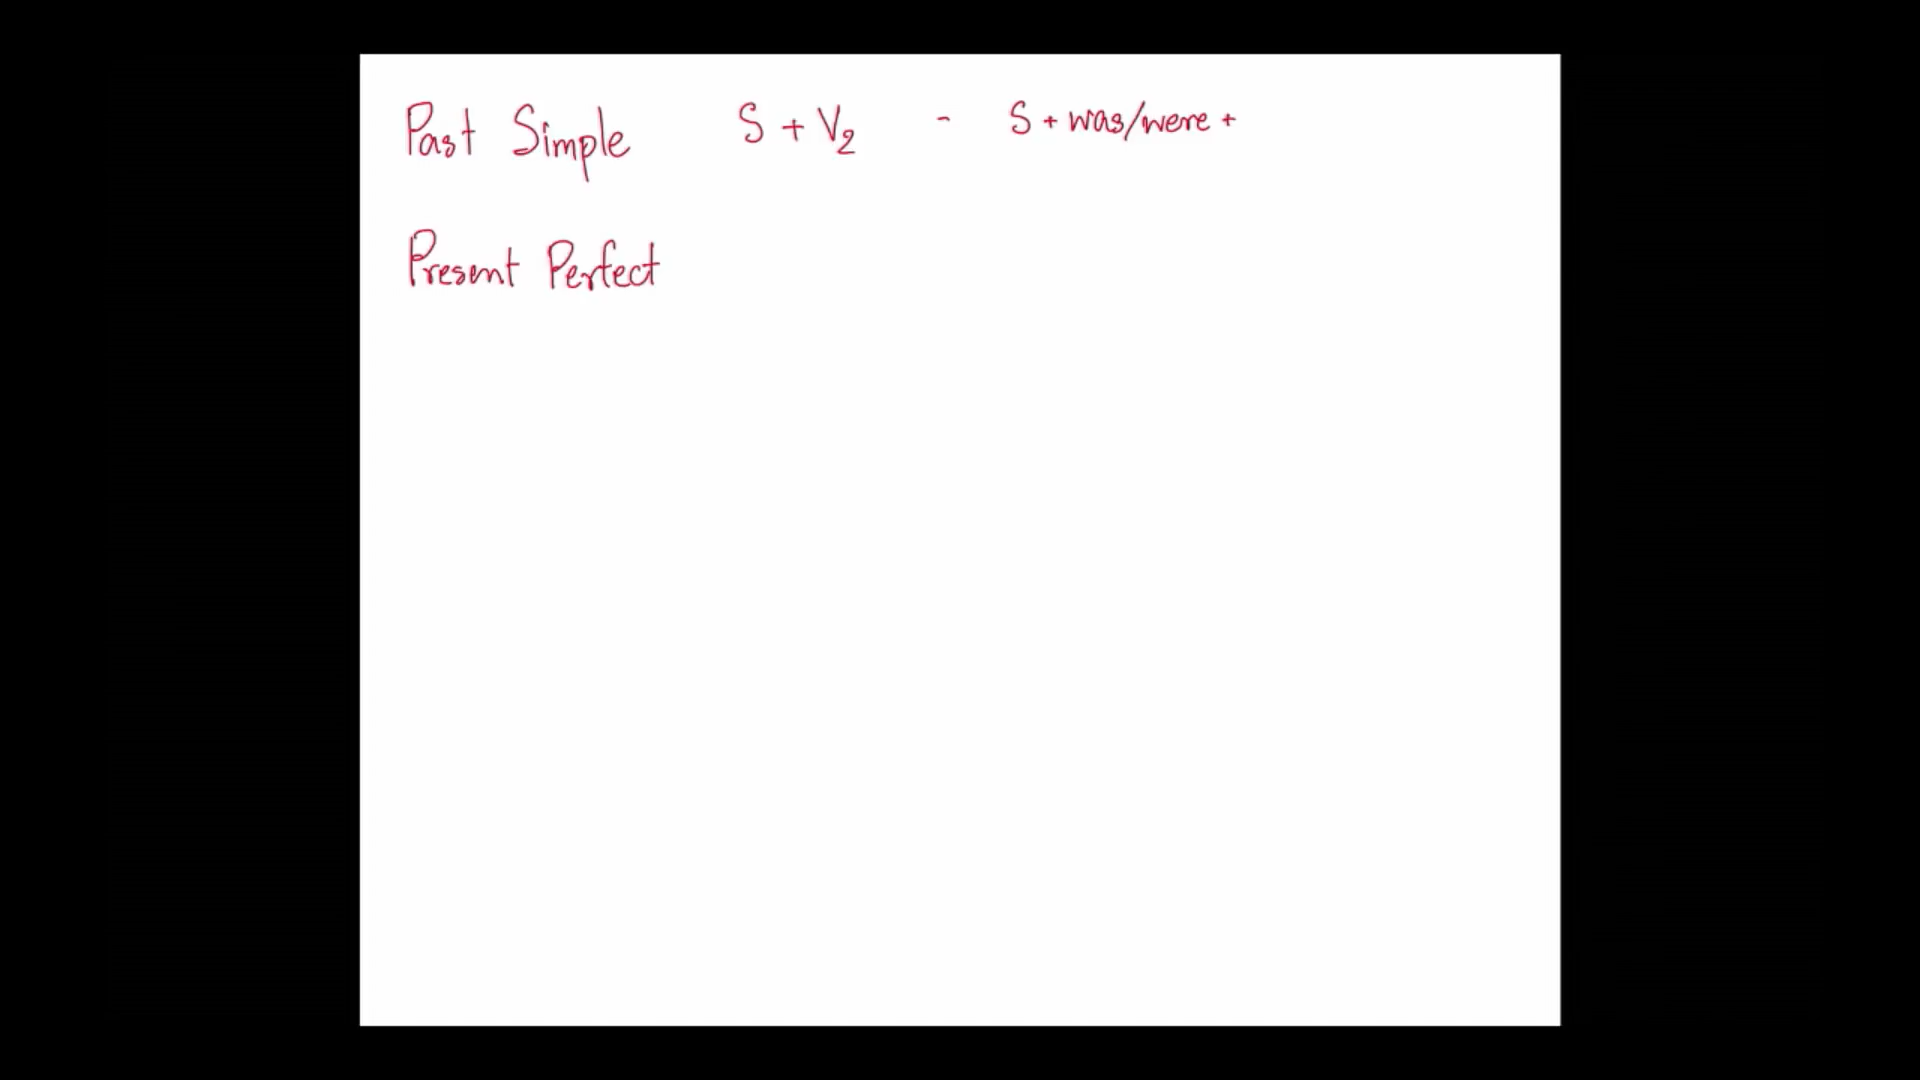 Past Simple S + V₂ - S + was/were +
Present Perfect